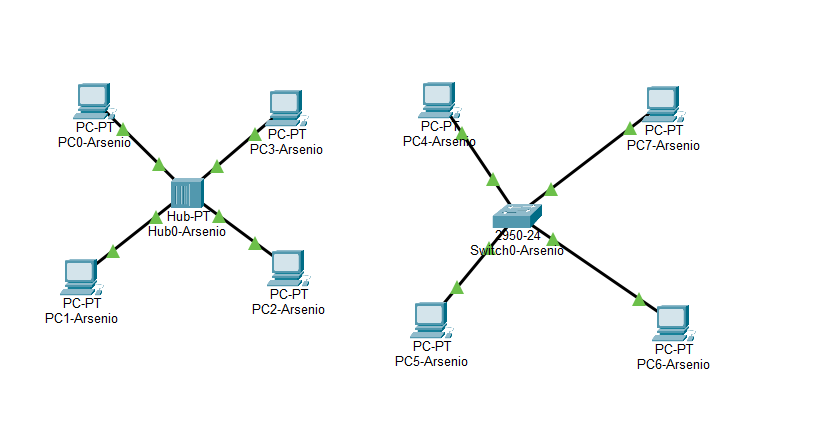 PC-PT
PC0-Arsenio
PC-PT
PC3-Arsenio
Hub-PT
Hub0-Arsenio
PC-PT
PC1-Arsenio
PC-PT
PC2-Arsenio
PC-PT
PC4-Arsenio
PC-PT
PC7-Arsenio
2950-24
Switch0-Arsenio
PC-PT
PC5-Arsenio
PC-PT
PC6-Arsenio